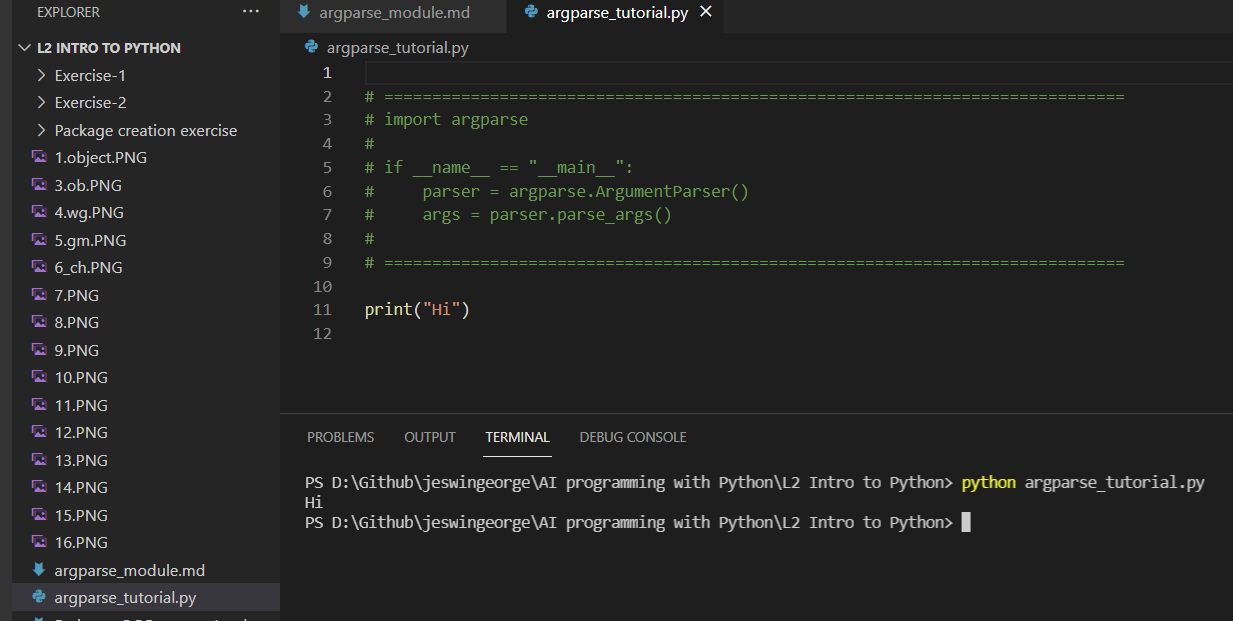 EXPLORER ...
L2 INTRO TO PYTHON
Exercise-1
Exercise-2
Package creation exercise
1.object.PNG
3.ob.PNG
4.wg.PNG
5.gm.PNG
6_ch.PNG
7.PNG
8.PNG
9.PNG
10.PNG
11.PNG
12.PNG
13.PNG
14.PNG
15.PNG
16.PNG
argparse_module.md
argparse_tutorial.py
argparse_module.md argparse_tutorial.py
argparse_tutorial.py
1
2 # =============================================================================
3 # import argparse
4 #
5 # if __name__ == "__main__":
6 #     parser = argparse.ArgumentParser()
7 #     args = parser.parse_args()
8 #
9 # =============================================================================
10
11 print("Hi")
12
PROBLEMS OUTPUT TERMINAL DEBUG CONSOLE
PS D:\Github\jeswingeorge\AI programming with Python\L2 Intro to Python> python argparse_tutorial.py
Hi
PS D:\Github\jeswingeorge\AI programming with Python\L2 Intro to Python>